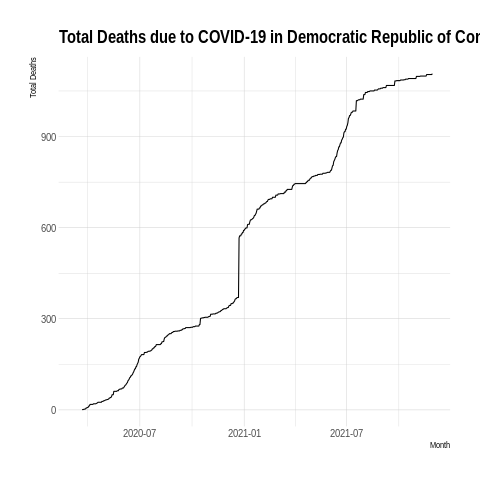 Total Deaths due to COVID-19 in Democratic Republic of Cor
Total Deaths
900
600
300
0
2020-07
2021-01
2021-07
Month